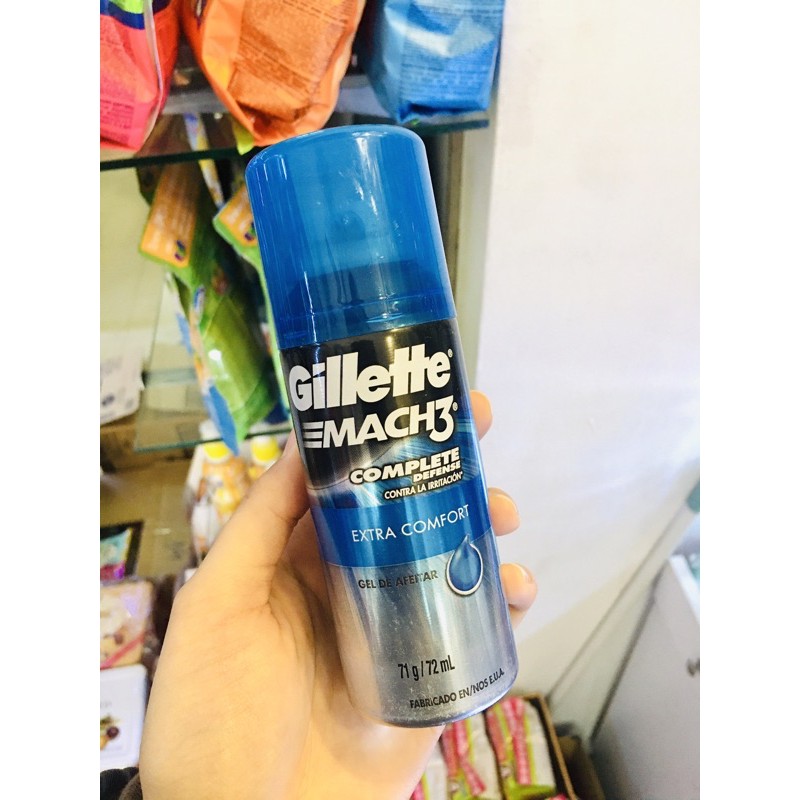 Gillette®
MACH3®
COMPLETE
DEFENSE
CONTRA LA IRRITACIÓN*
EXTRA COMFORT
GEL DE AFEITAR
71 g / 72 mL
FABRICADO EN/NOS E.U.A.